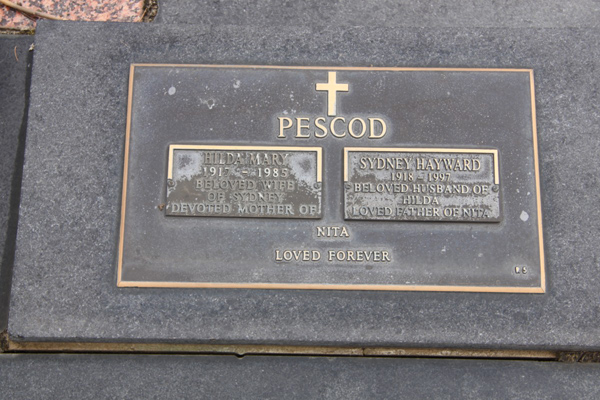 PESCOD
HILDA MARY
1917 - 1985
BELOVED WIFE
OF SYDNEY
DEVOTED MOTHER OF
SYDNEY HAYWARD
1918 - 1997
BELOVED HUSBAND OF
HILDA
LOVED FATHER OF NITA
NITA
LOVED FOREVER